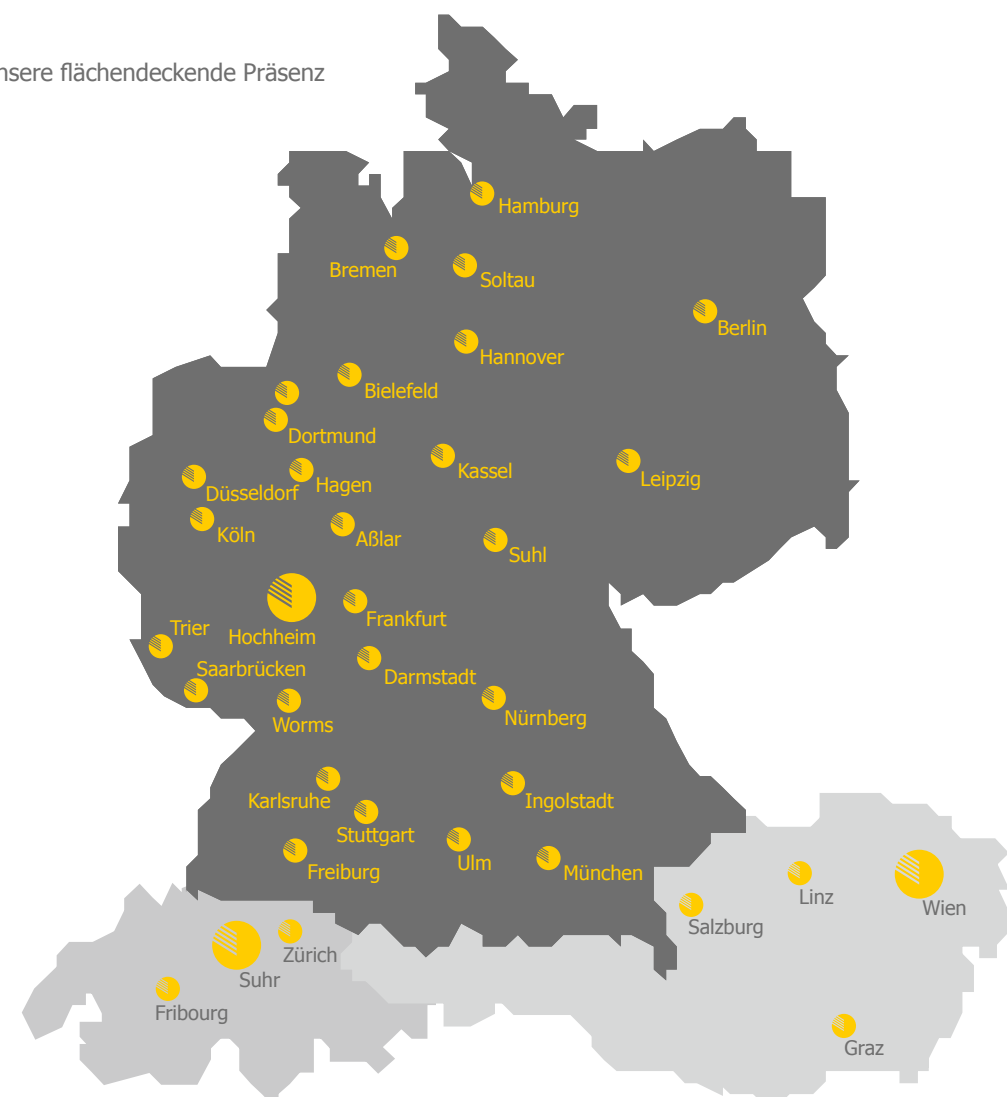 nsere flächendeckende Präsenz
Hamburg
Bremen
Soltau
Berlin
Hannover
Bielefeld
Dortmund
Kassel
Leipzig
Hagen
Düsseldorf
Köln
Aßlar
Suhl
Frankfurt
Trier
Hochheim
Saarbrücken
Darmstadt
Nürnberg
Worms
Karlsruhe
Ingolstadt
Stuttgart
Ulm
Freiburg
München
Linz
Wien
Salzburg
Zürich
Suhr
Fribourg
Graz